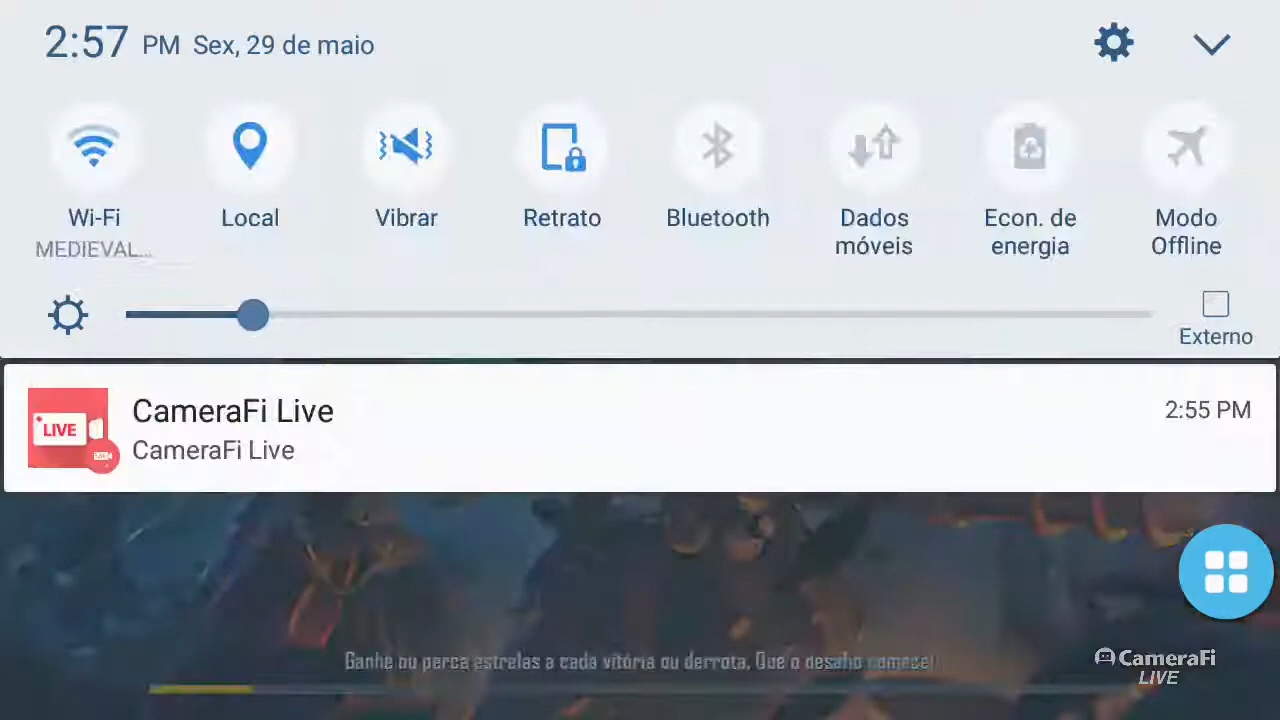 2:57 PM Sex, 29 de maio
Wi-Fi
MEDIEVAL...
Local
Vibrar
Retrato
Bluetooth
Dados
móveis
Econ. de
energia
Modo
Offline
Externo
LIVE
CameraFi Live
2:55 PM
CameraFi Live
Ganhe ou perca estrelas a cada vitória ou derrota. Que o desafio comece!
CameraFi
LIVE